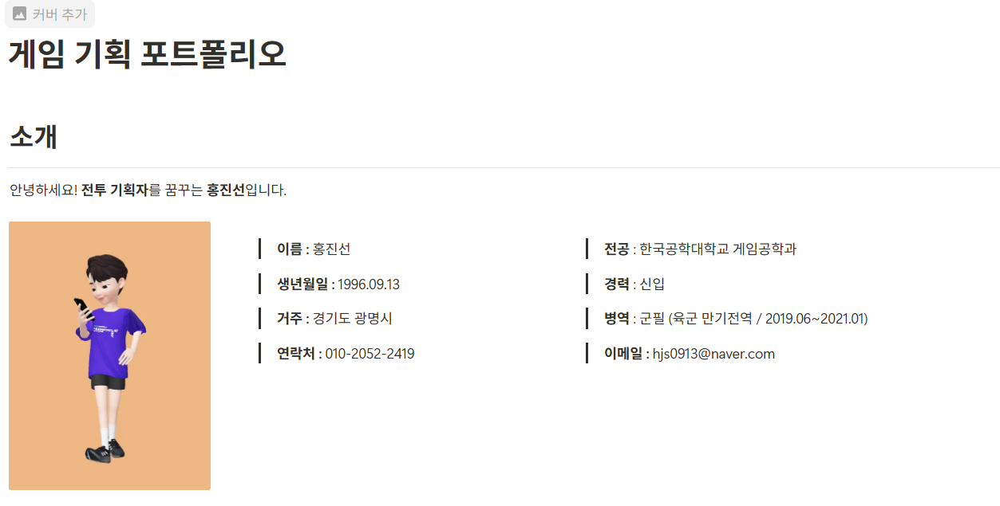 커버 추가
게임 기획 포트폴리오
소개
안녕하세요! 전투 기획자를 꿈꾸는 홍진선입니다.
이름 : 홍진선
생년월일 : 1996.09.13
거주 : 경기도 광명시
연락처 : 010-2052-2419
전공 : 한국공학대학교 게임공학과
경력 : 신입
병역 : 군필 (육군 만기전역 / 2019.06~2021.01)
이메일 : hjs0913@naver.com